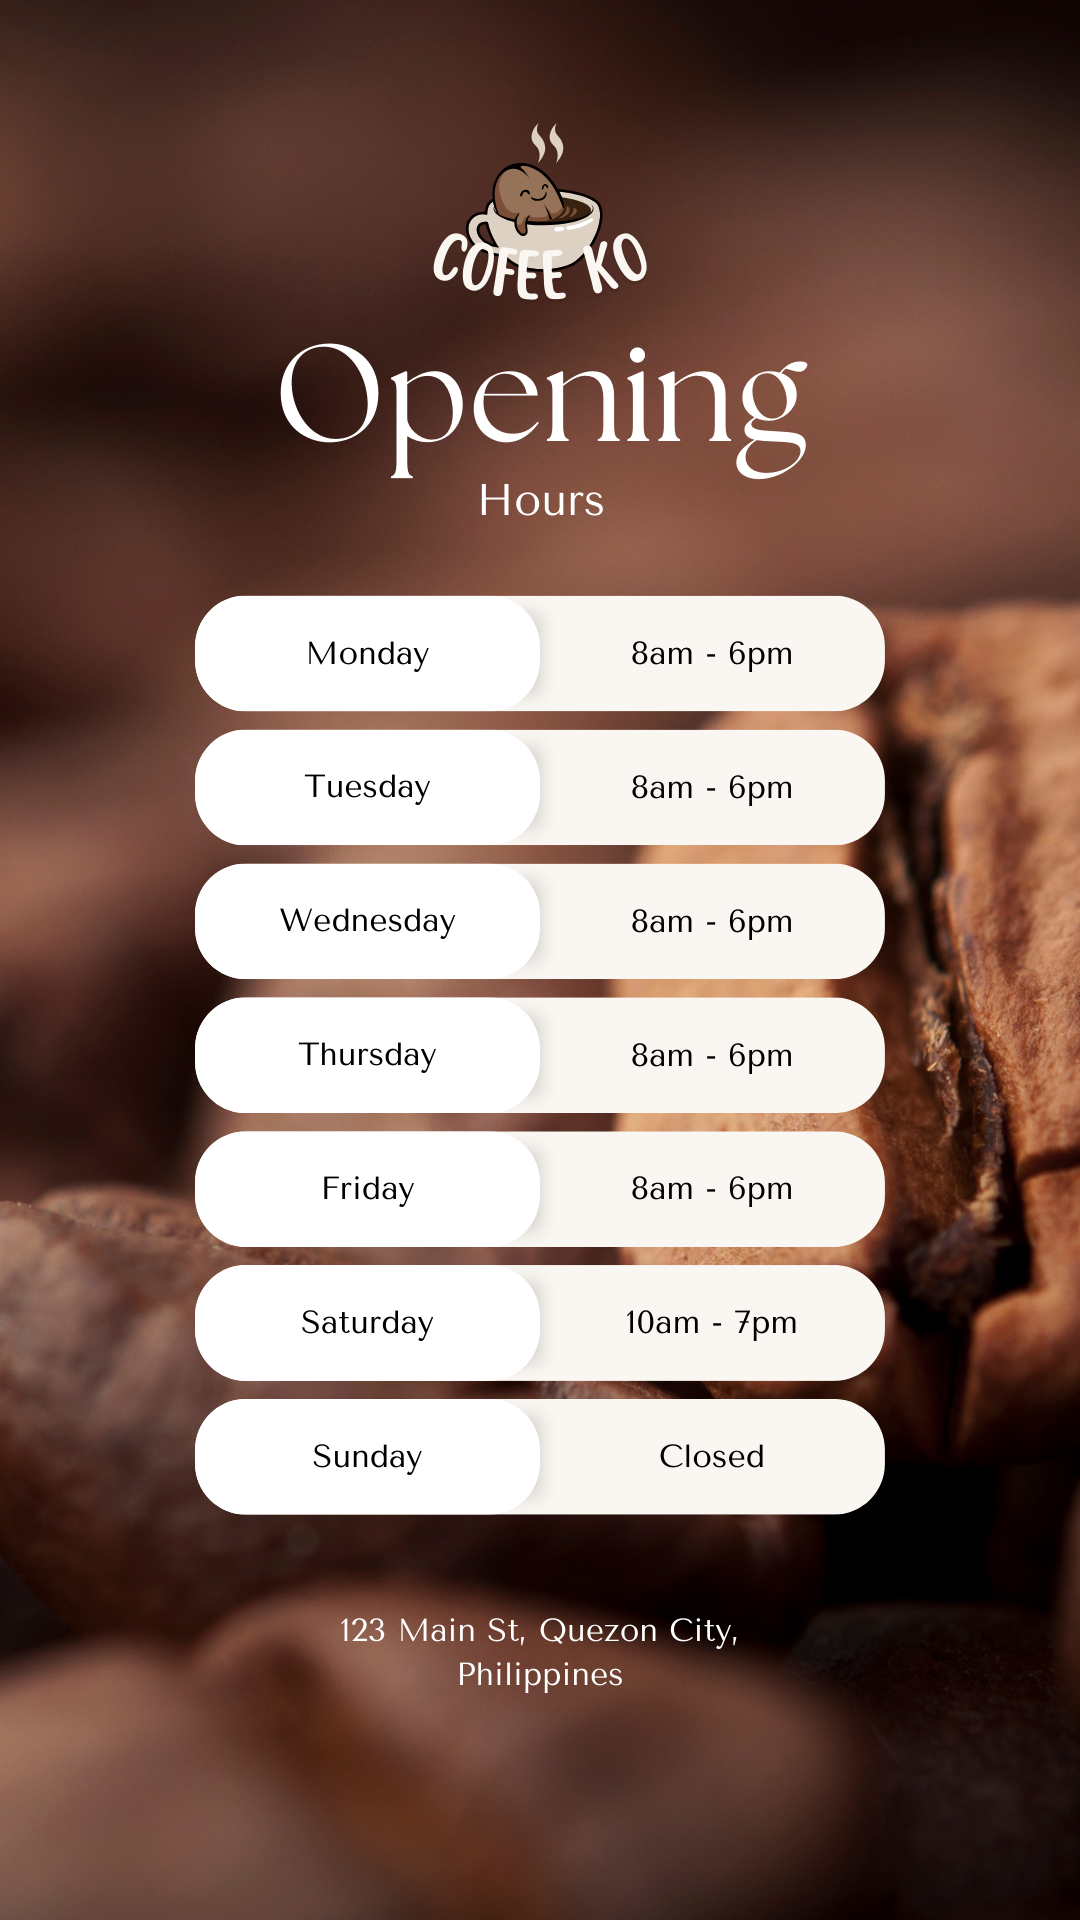 COFEE KO
Opening
Hours
Monday 8am - 6pm
Tuesday 8am - 6pm
Wednesday 8am - 6pm
Thursday 8am - 6pm
Friday 8am - 6pm
Saturday 10am - 7pm
Sunday Closed
123 Main St, Quezon City,
Philippines